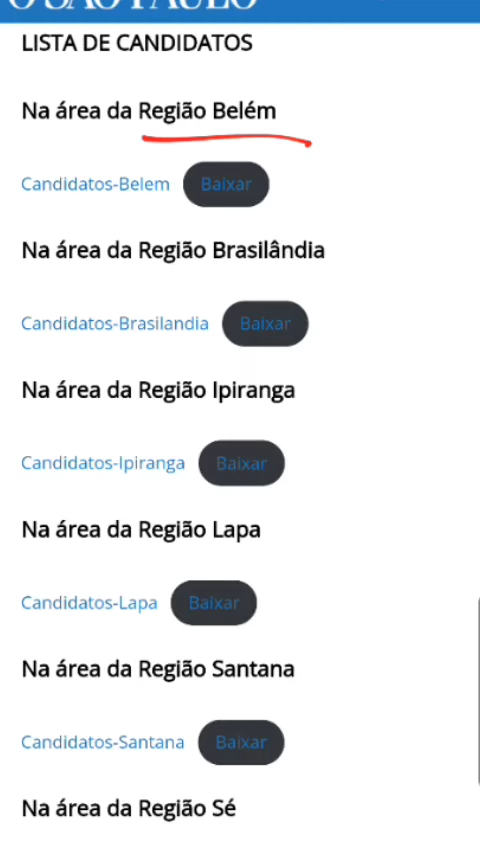 O SÃO PAULO
LISTA DE CANDIDATOS
Na área da Região Belém
Candidatos-Belem Baixar
Na área da Região Brasilândia
Candidatos-Brasilandia Baixar
Na área da Região Ipiranga
Candidatos-Ipiranga Baixar
Na área da Região Lapa
Candidatos-Lapa Baixar
Na área da Região Santana
Candidatos-Santana Baixar
Na área da Região Sé